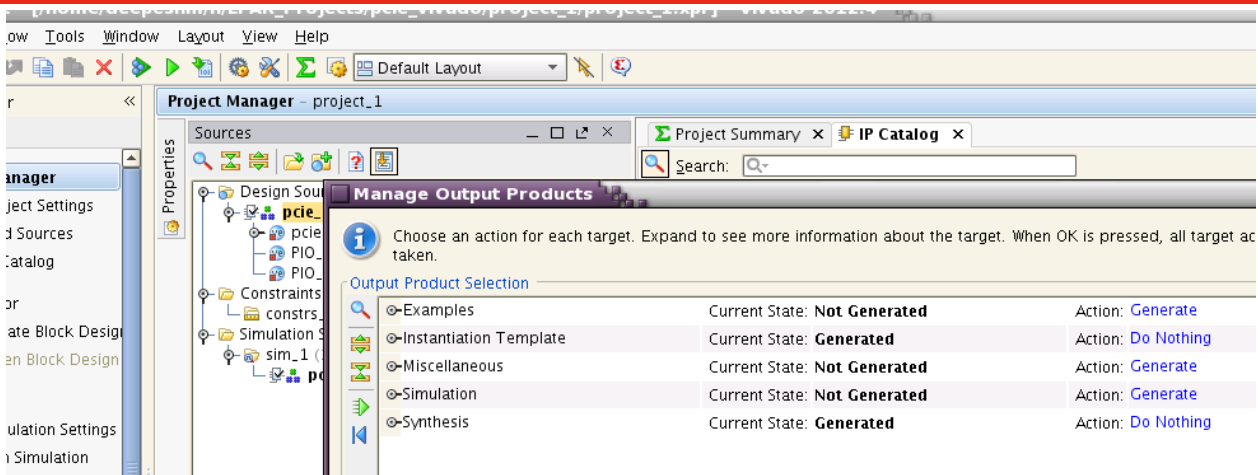 ow Tools Window Layout View Help
Default Layout
r «
Project Manager - project_1
Properties
Sources
Project Summary
IP Catalog
Search:
anager
ject Settings
d Sources
Catalog
or
ate Block Desig
en Block Design
ulation Settings
Simulation
Design Sour
pcie_
pcie
PIO_
PIO_
Constraints
constrs_
Simulation S
sim_1
pc
Manage Output Products
Choose an action for each target. Expand to see more information about the target. When OK is pressed, all target ac
taken.
Output Product Selection
Examples Current State: Not Generated Action: Generate
Instantiation Template Current State: Generated Action: Do Nothing
Miscellaneous Current State: Not Generated Action: Generate
Simulation Current State: Not Generated Action: Generate
Synthesis Current State: Generated Action: Do Nothing